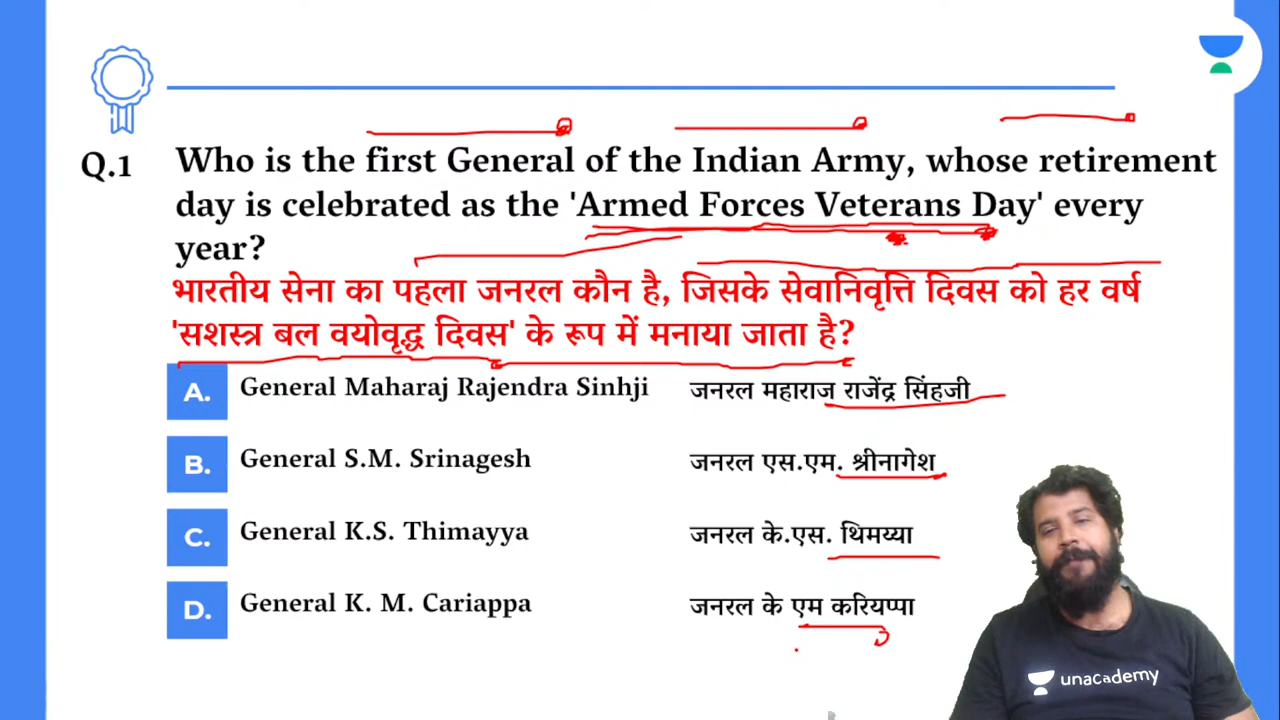 Q.1 Who is the first General of the Indian Army, whose retirement
day is celebrated as the 'Armed Forces Veterans Day' every
year?
भारतीय सेना का पहला जनरल कौन है, जिसके सेवानिवृत्ति दिवस को हर वर्ष
'सशस्त्र बल वयोवृद्ध दिवस' के रूप में मनाया जाता है?
A. General Maharaj Rajendra Sinhji जनरल महाराज राजेंद्र सिंहजी
B. General S.M. Srinagesh जनरल एस.एम. श्रीनागेश
C. General K.S. Thimayya जनरल के.एस. थिमय्या
D. General K. M. Cariappa जनरल के एम करियप्पा
unacademy